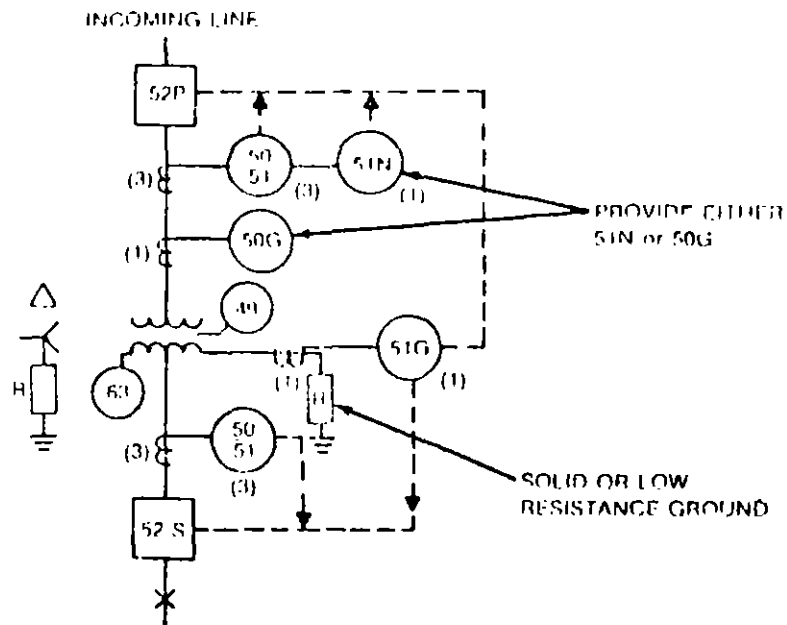 INCOMING LINE
52P
50
51
51N
(3)
(3)
(1)
50G
PROVIDE EITHER
51N or 50G
(1)
49
51G
63
(1)
(1)
R
R
50
51
(3)
(3)
SOLID OR LOW
RESISTANCE GROUND
52 S